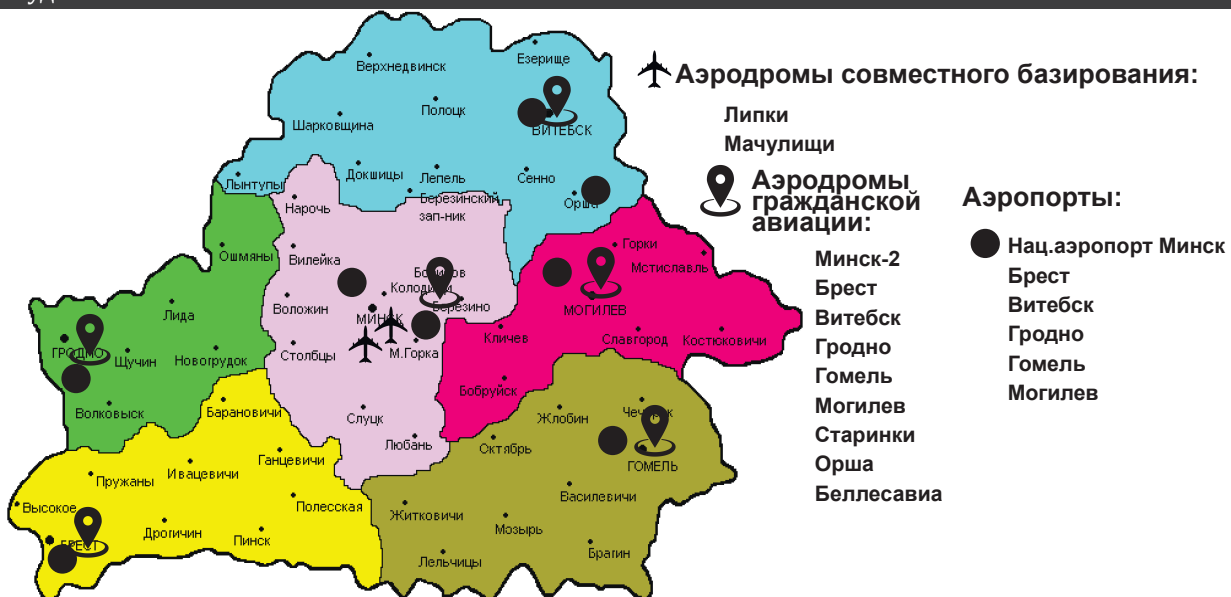 Езерище
Верхнедвинск
Полоцк
Шарковщина
ВИТЕБСК
Докшицы
Лепель
Сенно
Лынтупы
Березинский
зап-ник
Орша
Нарочь
Ошмяны
Вилейка
Борисов
Колодищи
Горки
Мстиславль
Воложин
Березино
МИНСК
МОГИЛЕВ
Лида
ГРОДНО
Щучин
Новогрудок
Столбцы
М.Горка
Кличев
Славгород
Костюковичи
Бобруйск
Волковыск
Барановичи
Слуцк
Любань
Жлобин
Чечерск
Октябрь
ГОМЕЛЬ
Ганцевичи
Ивацевичи
Пружаны
Высокое
Полесская
Василевичи
Житковичи
Мозырь
Дрогичин
Пинск
БРЕСТ
Лельчицы
Брагин
Аэродромы совместного базирования:
Липки
Мачулищи
Аэродромы
гражданской
авиации:
Минск-2
Брест
Витебск
Гродно
Гомель
Могилев
Старинки
Орша
Беллесавиа
Аэропорты:
Нац.аэропорт Минск
Брест
Витебск
Гродно
Гомель
Могилев